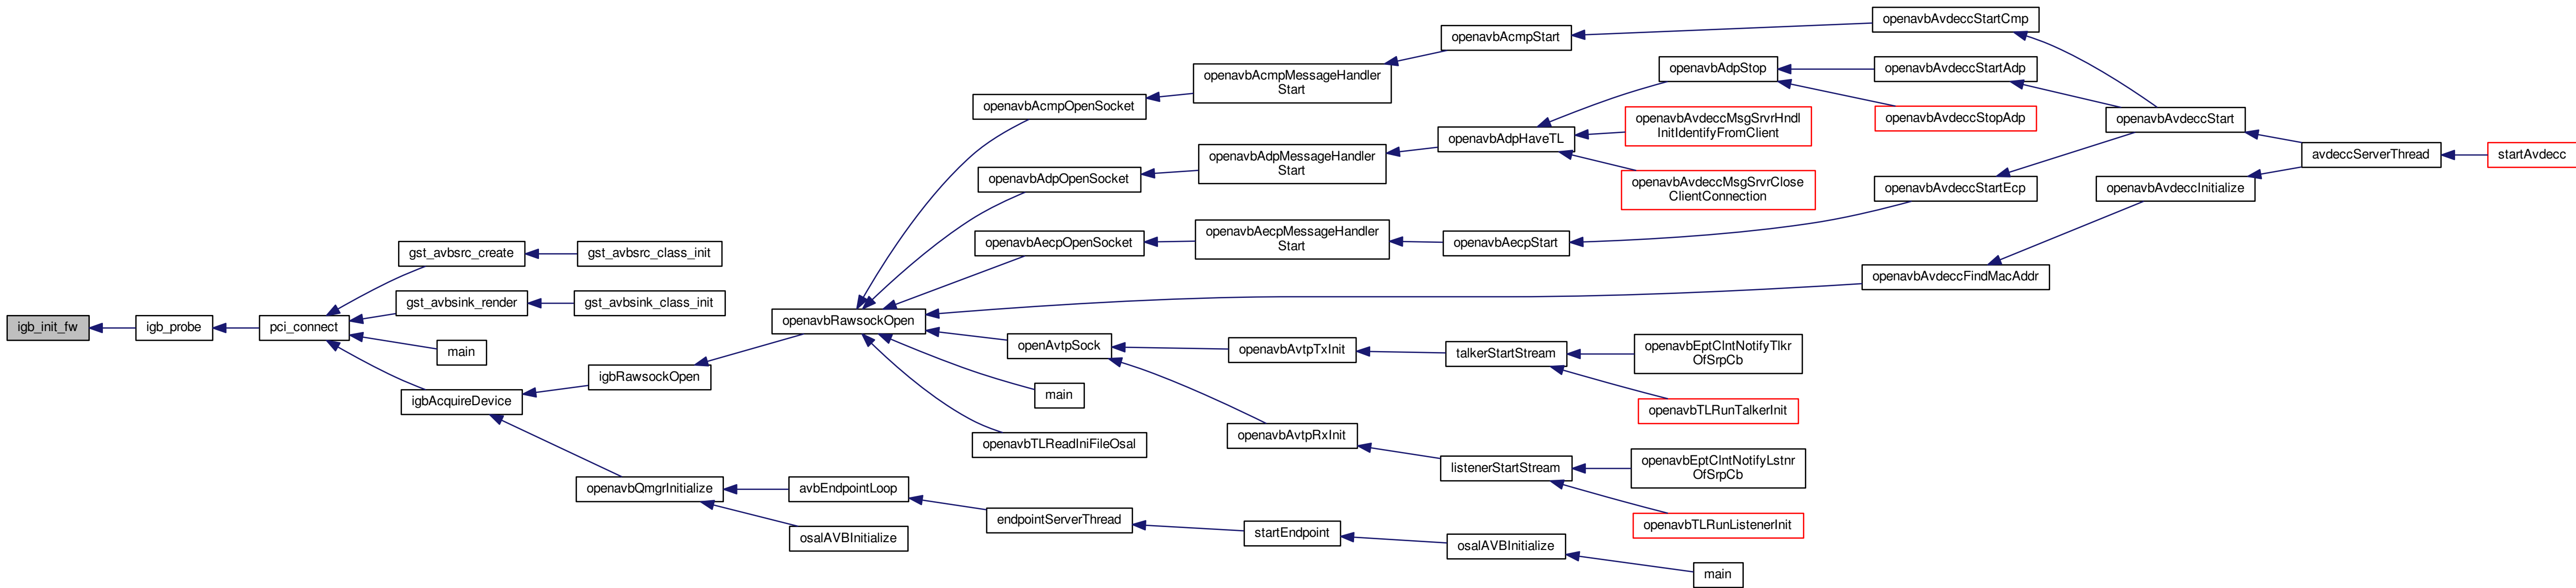 igb_init_fw
igb_probe
pci_connect
gst_avbsrc_create
gst_avbsrc_class_init
gst_avbsink_render
gst_avbsink_class_init
main
igbAcquireDevice
igbRawsockOpen
openavbRawsockOpen
openavbAcmpOpenSocket
openavbAcmpMessageHandler
Start
openavbAcmpStart
openavbAvdeccStartCmp
openavbAdpOpenSocket
openavbAdpMessageHandler
Start
openavbAdpHaveTL
openavbAdpStop
openavbAvdeccStartAdp
openavbAvdeccStopAdp
openavbAvdeccMsgSrvrHndl
InitIdentifyFromClient
openavbAvdeccMsgSrvrClose
ClientConnection
openavbAvdeccStart
avdeccServerThread
startAvdecc
openavbAecpOpenSocket
openavbAecpMessageHandler
Start
openavbAecpStart
openavbAvdeccStartEcp
openavbAvdeccInitialize
openavbAvdeccFindMacAddr
openAvtpSock
openavbAvtpTxInit
talkerStartStream
openavbEptClntNotifyTlkr
OfSrpCb
openavbTLRunTalkerInit
main
openavbAvtpRxInit
listenerStartStream
openavbEptClntNotifyLstnr
OfSrpCb
openavbTLRunListenerInit
openavbTLReadIniFileOsal
openavbQmgrInitialize
avbEndpointLoop
endpointServerThread
startEndpoint
osalAVBInitialize
main
osalAVBInitialize